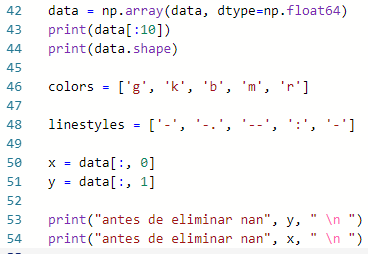 42 data = np.array(data, dtype=np.float64)
43 print(data[:10])
44 print(data.shape)
45
46 colors = ['g', 'k', 'b', 'm', 'r']
47
48 linestyles = ['-', '-.', '--', ':', '-']
49
50 x = data[:, 0]
51 y = data[:, 1]
52
53 print("antes de eliminar nan", y, " \n ")
54 print("antes de eliminar nan", x, " \n ")